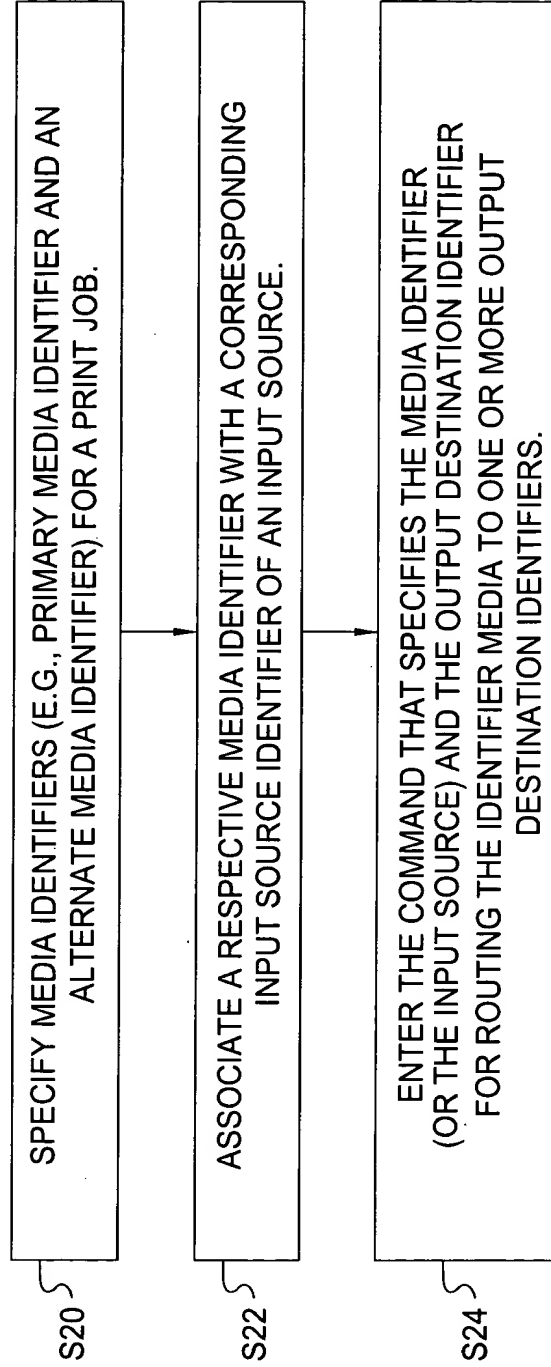 S20
SPECIFY MEDIA IDENTIFIERS (E.G., PRIMARY MEDIA IDENTIFIER AND AN
ALTERNATE MEDIA IDENTIFIER) FOR A PRINT JOB.
S22
ASSOCIATE A RESPECTIVE MEDIA IDENTIFIER WITH A CORRESPONDING
INPUT SOURCE IDENTIFIER OF AN INPUT SOURCE.
S24
ENTER THE COMMAND THAT SPECIFIES THE MEDIA IDENTIFIER
(OR THE INPUT SOURCE) AND THE OUTPUT DESTINATION IDENTIFIER
FOR ROUTING THE IDENTIFIER MEDIA TO ONE OR MORE OUTPUT
DESTINATION IDENTIFIERS.